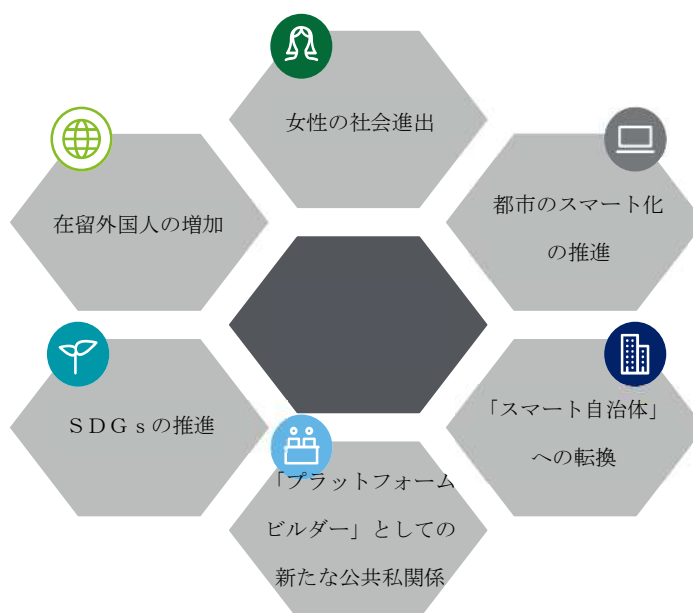 女性の社会進出
都市のスマート化
の推進
「スマート自治体」
への転換
「プラットフォーム
ビルダー」としての
新たな公共私関係
ＳＤＧｓの推進
在留外国人の増加